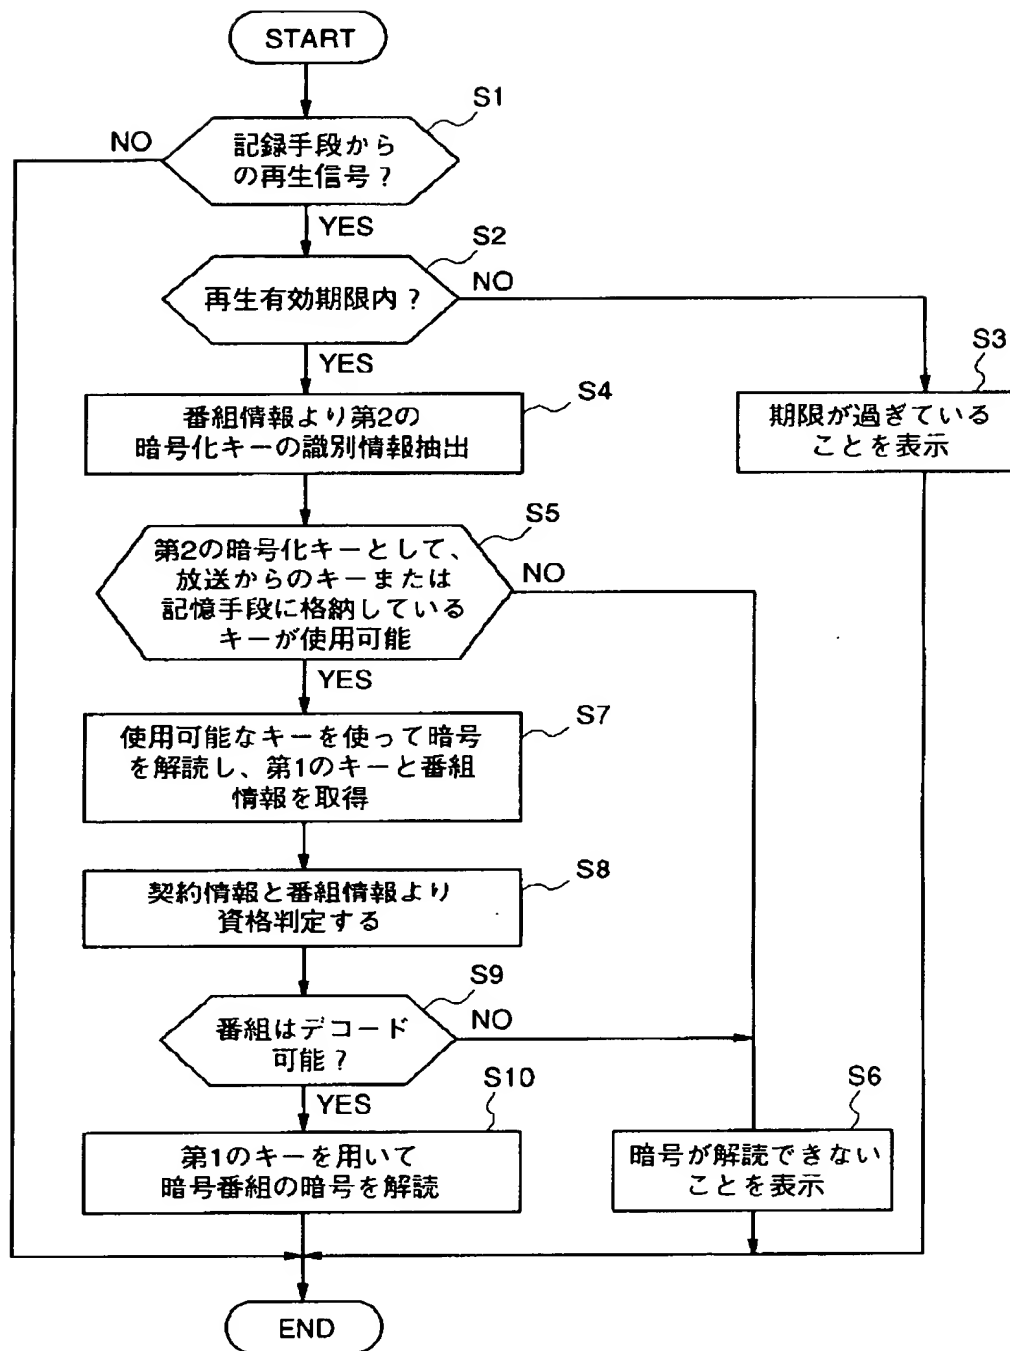 START
S1
NO
記録手段から
の再生信号？
YES
S2
再生有効期限内？
NO
YES
S3
期限が過ぎている
ことを表示
S4
番組情報より第2の
暗号化キーの識別情報抽出
S5
第2の暗号化キーとして、
放送からのキーまたは
記憶手段に格納している
キーが使用可能
NO
YES
S7
使用可能なキーを使って暗号
を解読し、第1のキーと番組
情報を取得
S8
契約情報と番組情報より
資格判定する
S9
番組はデコード
可能？
NO
YES
S10
第1のキーを用いて
暗号番組の暗号を解読
S6
暗号が解読できない
ことを表示
END